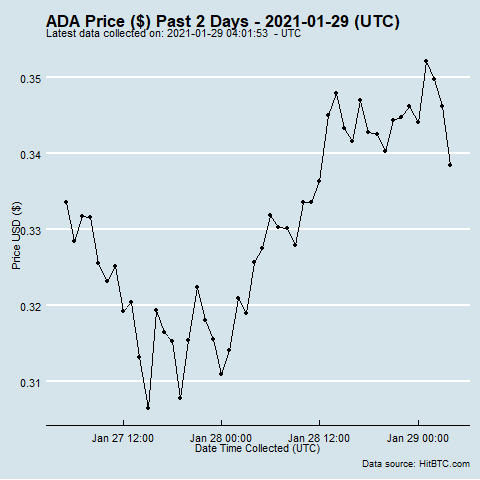 ADA Price ($) Past 2 Days - 2021-01-29 (UTC)
Latest data collected on: 2021-01-29 04:01:53 - UTC
0.35
0.34
0.33
0.32
0.31
Price USD ($)
Jan 27 12:00 Jan 28 00:00 Jan 28 12:00 Jan 29 00:00
Date Time Collected (UTC)
Data source: HitBTC.com